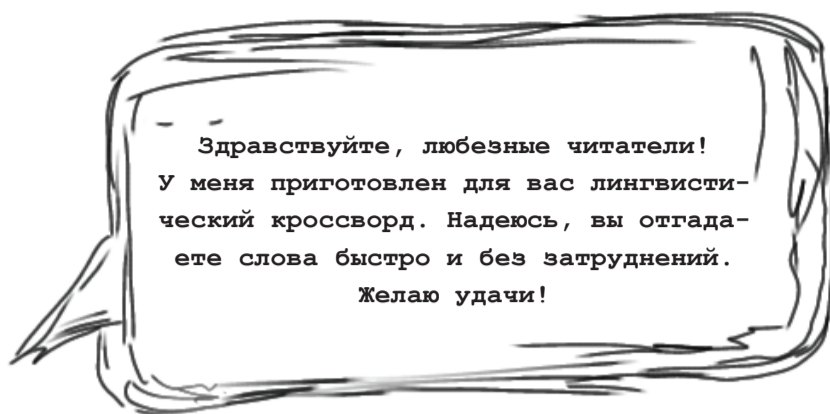 Здравствуйте, любезные читатели!
У меня приготовлен для вас лингвисти-
ческий кроссворд. Надеюсь, вы отгада-
ете слова быстро и без затруднений.
Желаю удачи!